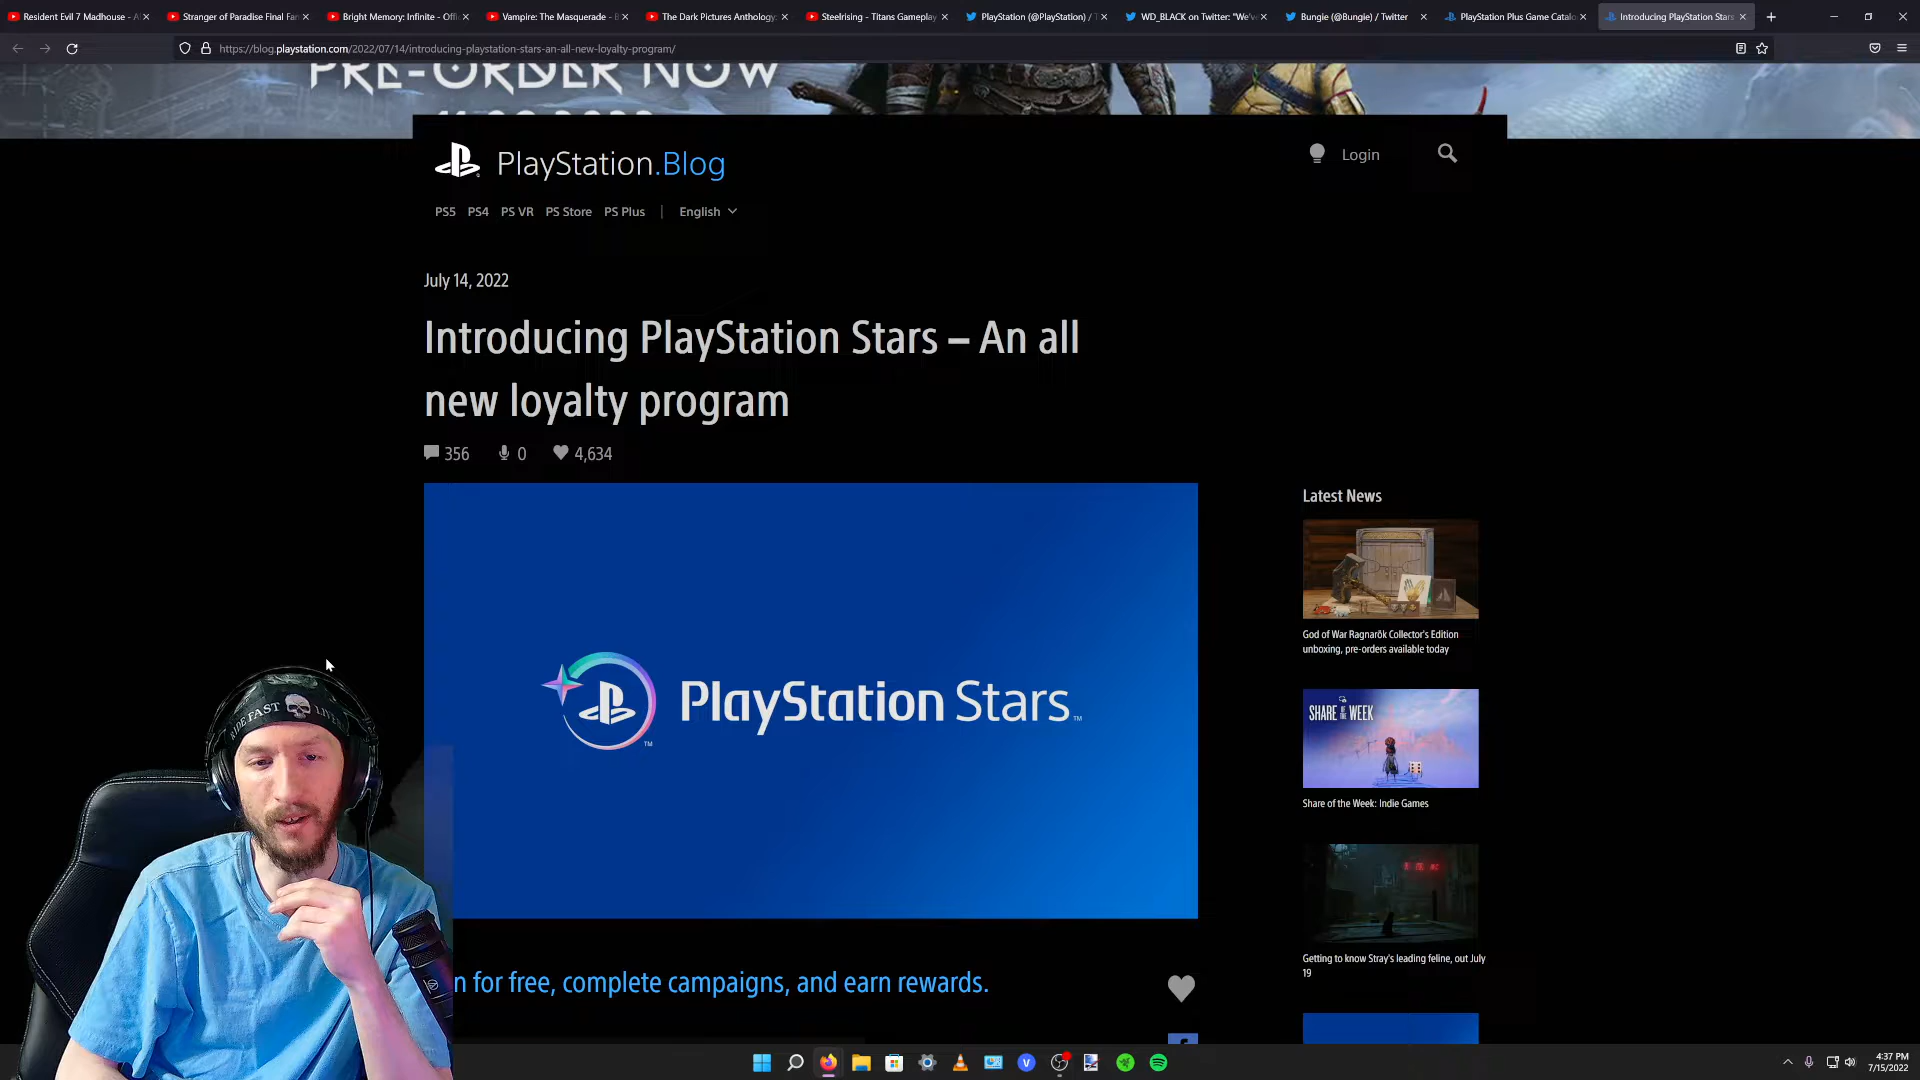 Resident Evil 7 Madhouse - A
Stranger of Paradise Final Fan
Bright Memory: Infinite - Offi
Vampire: The Masquerade - B
The Dark Pictures Anthology:
Steelrising - Titans Gameplay
PlayStation (@PlayStation) / T
WD_BLACK on Twitter: "We've
Bungie (@Bungie) / Twitter
PlayStation Plus Game Catalo
Introducing PlayStation Stars
https://blog.playstation.com/2022/07/14/introducing-playstation-stars-an-all-new-loyalty-program/
PRE-ORDER NOW
PlayStation.Blog
Login
PS5 PS4 PS VR PS Store PS Plus | English
July 14, 2022
Introducing PlayStation Stars – An all
new loyalty program
356 0 4,634
PlayStation Stars™
TM
Latest News
God of War Ragnarök Collector's Edition
unboxing, pre-orders available today
SHARE OF THE WEEK
Share of the Week: Indie Games
Getting to know Stray's leading feline, out July
19
n for free, complete campaigns, and earn rewards.
4:37 PM
7/15/2022